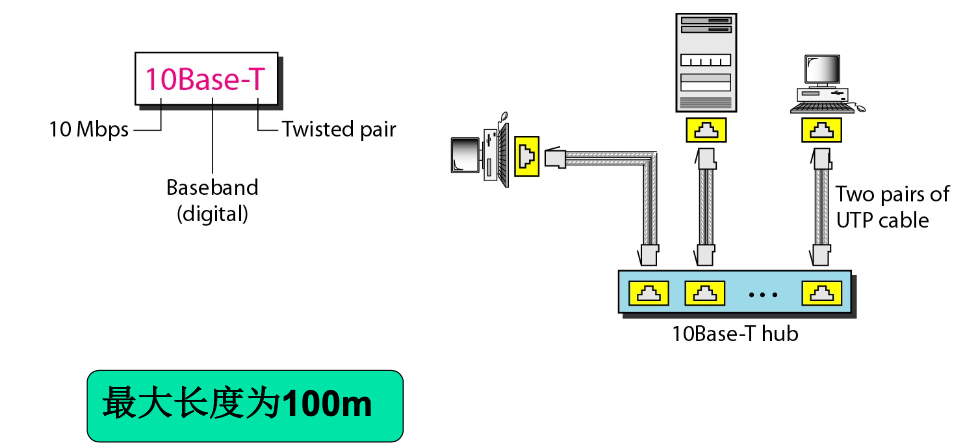 10Base-T
10 Mbps
Twisted pair
Baseband
(digital)
Two pairs of
UTP cable
10Base-T hub
最大长度为100m